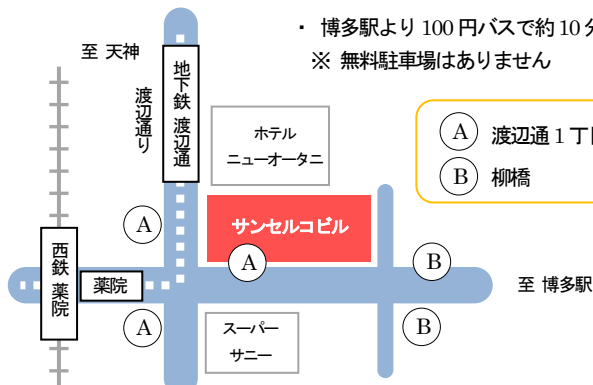 ・ 博多駅より 100 円バスで約 10 分
※ 無料駐車場はありません
至 天神
地下鉄 渡辺通
渡辺通り
ホテル
ニューオータニ
A 渡辺通 1 丁目
B 柳橋
A
サンセルコビル
A
B
西鉄 薬院
薬院
至 博多駅
A
スーパー
サニー
B